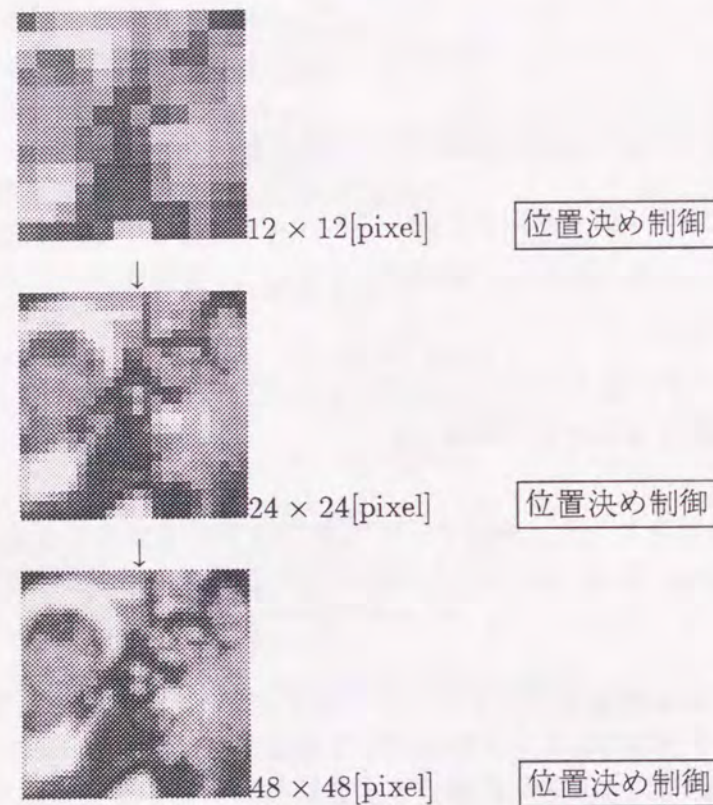 12 × 12[pixel] 位置決め制御
↓
24 × 24[pixel] 位置決め制御
↓
48 × 48[pixel] 位置決め制御